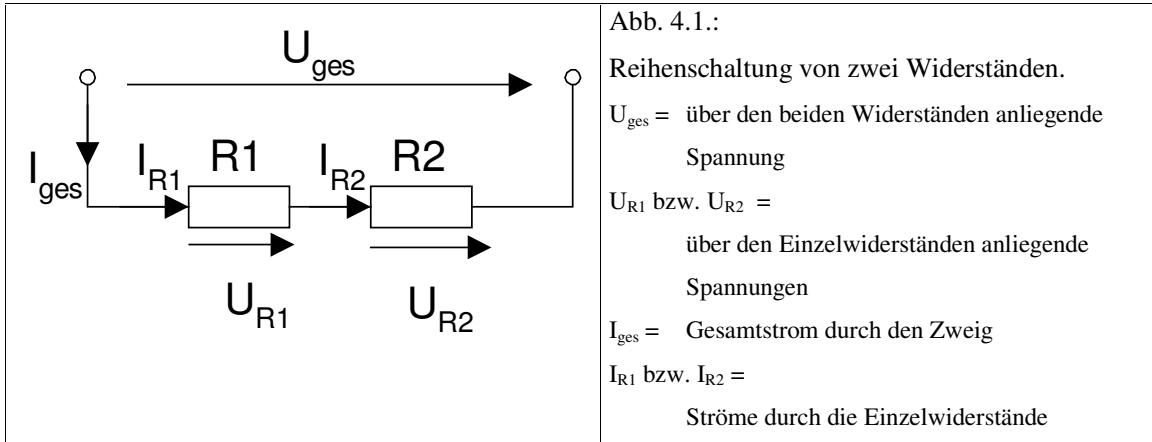 U_ges
I_ges
I_R1
R1
I_R2
R2
U_R1
U_R2
Abb. 4.1.:
Reihenschaltung von zwei Widerständen.
U_ges = über den beiden Widerständen anliegende
Spannung
U_R1 bzw. U_R2 =
über den Einzelwiderständen anliegende
Spannungen
I_ges = Gesamtstrom durch den Zweig
I_R1 bzw. I_R2 =
Ströme durch die Einzelwiderstände